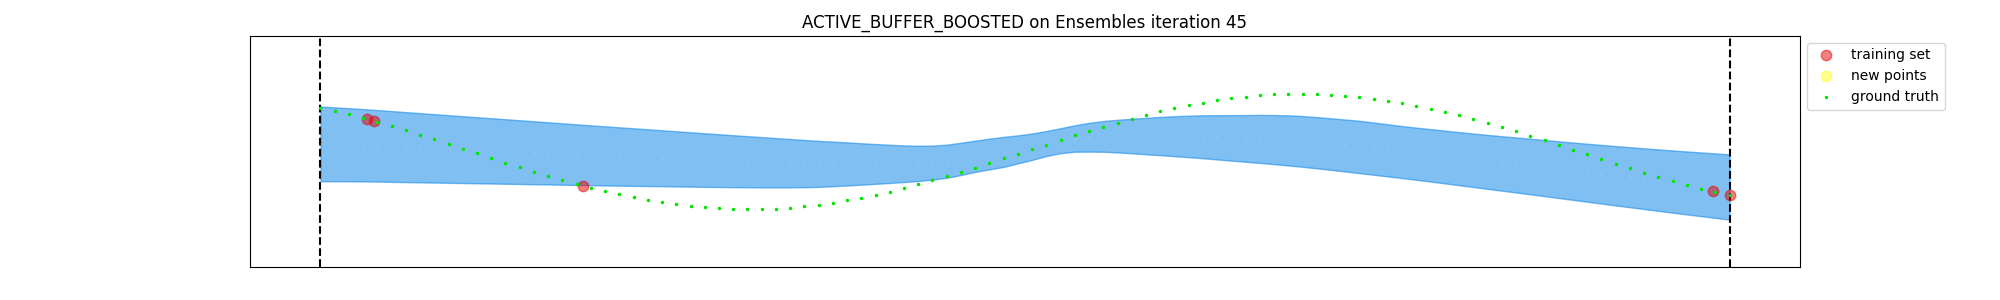 ACTIVE_BUFFER_BOOSTED on Ensembles iteration 45
training set
new points
ground truth